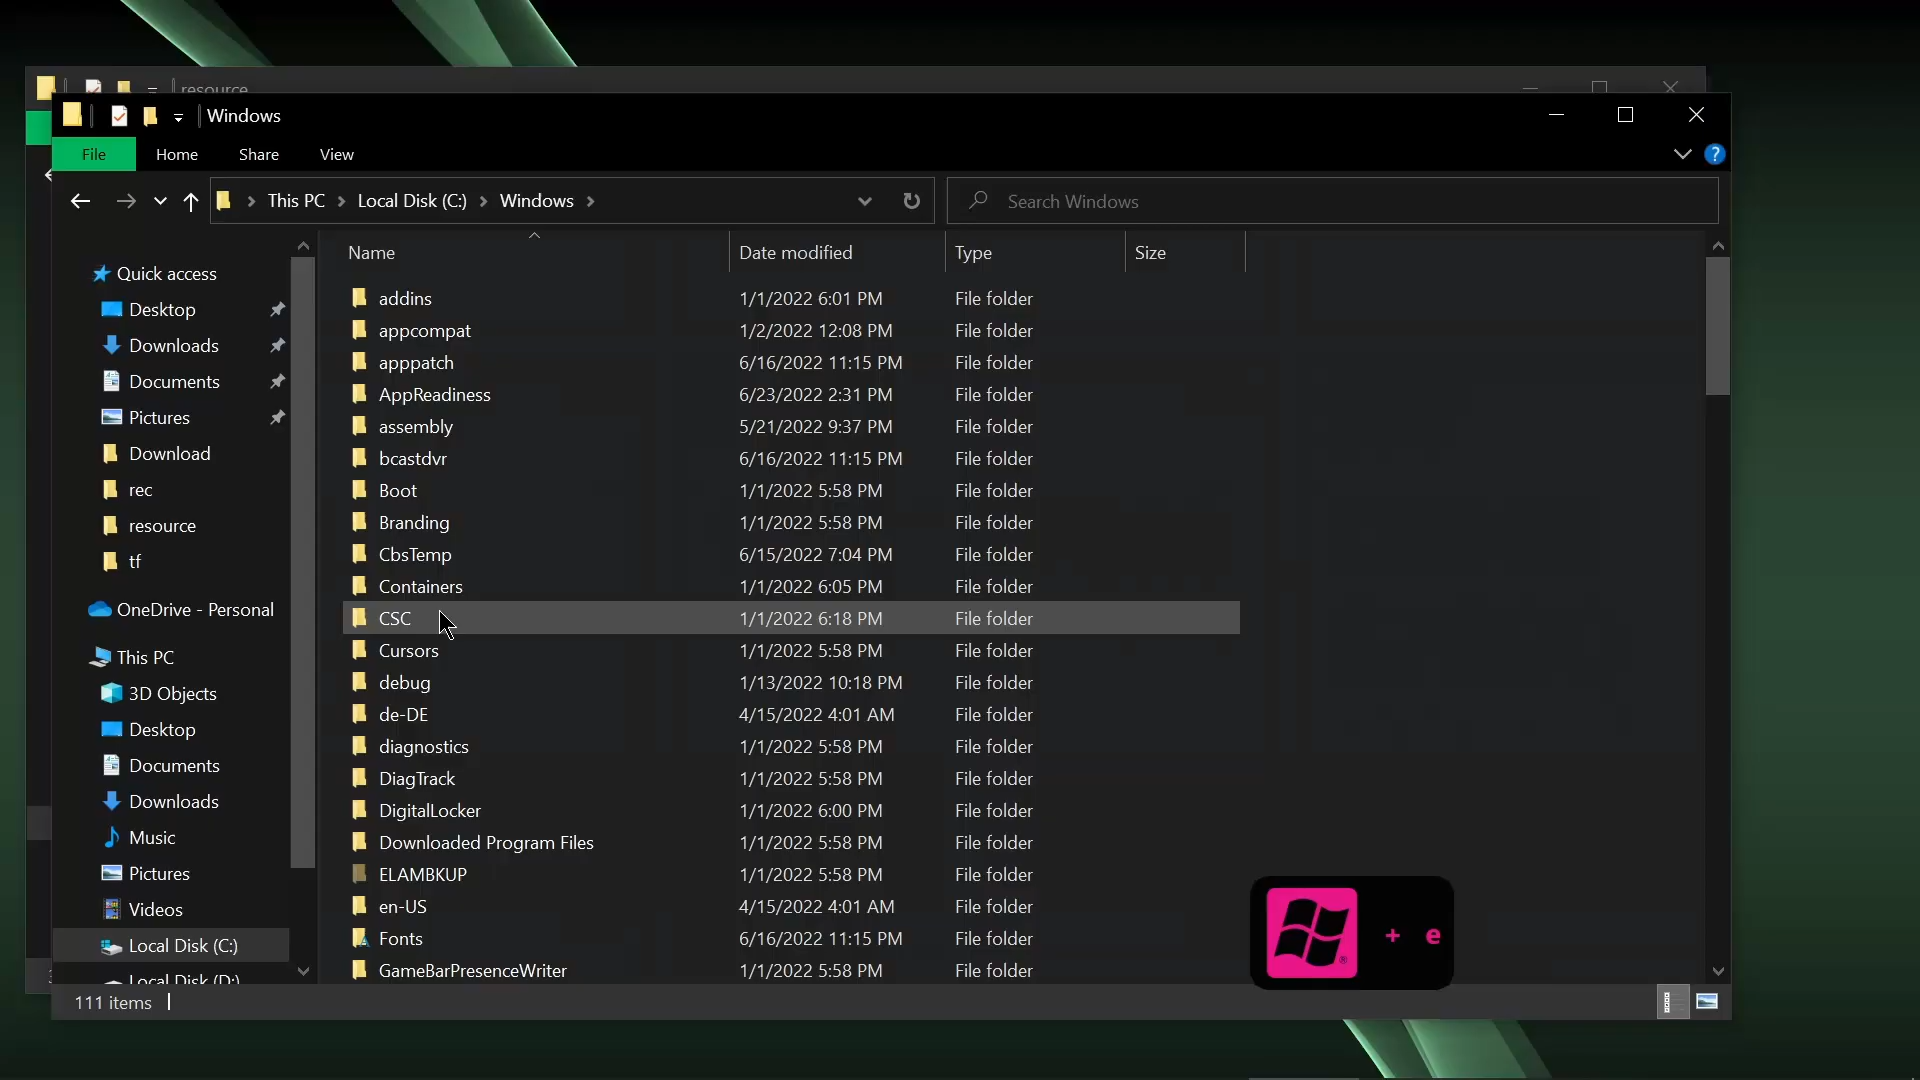 resource
Windows
File Home Share View
This PC Local Disk (C:) Windows
Search Windows
Name Date modified Type Size
Quick access
Desktop
Downloads
Documents
Pictures
Download
rec
resource
tf
OneDrive - Personal
This PC
3D Objects
Desktop
Documents
Downloads
Music
Pictures
Videos
Local Disk (C:)
Local Disk (D:)
addins 1/1/2022 6:01 PM File folder
appcompat 1/2/2022 12:08 PM File folder
apppatch 6/16/2022 11:15 PM File folder
AppReadiness 6/23/2022 2:31 PM File folder
assembly 5/21/2022 9:37 PM File folder
bcastdvr 6/16/2022 11:15 PM File folder
Boot 1/1/2022 5:58 PM File folder
Branding 1/1/2022 5:58 PM File folder
CbsTemp 6/15/2022 7:04 PM File folder
Containers 1/1/2022 6:05 PM File folder
CSC 1/1/2022 6:18 PM File folder
Cursors 1/1/2022 5:58 PM File folder
debug 1/13/2022 10:18 PM File folder
de-DE 4/15/2022 4:01 AM File folder
diagnostics 1/1/2022 5:58 PM File folder
DiagTrack 1/1/2022 5:58 PM File folder
DigitalLocker 1/1/2022 6:00 PM File folder
Downloaded Program Files 1/1/2022 5:58 PM File folder
ELAMBKUP 1/1/2022 5:58 PM File folder
en-US 4/15/2022 4:01 AM File folder
Fonts 6/16/2022 11:15 PM File folder
GameBarPresenceWriter 1/1/2022 5:58 PM File folder
+ e
111 items